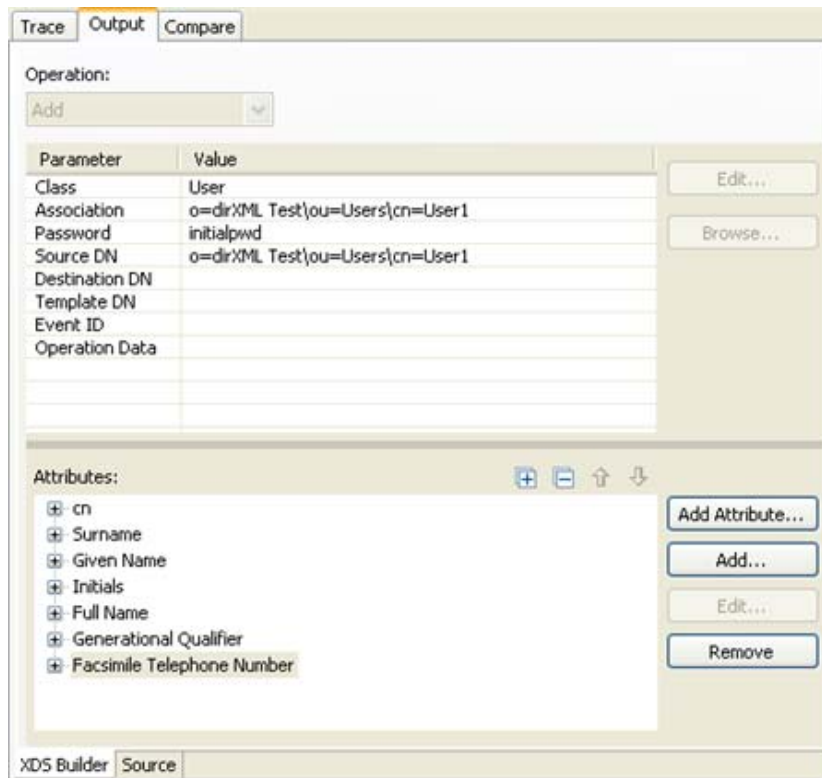 Trace Output Compare
Operation:
Add
Parameter Value
Class User
Association o=dirXML Test\ou=Users\cn=User1
Password initialpwd
Source DN o=dirXML Test\ou=Users\cn=User1
Destination DN
Template DN
Event ID
Operation Data
Edit...
Browse...
Attributes:
cn
Surname
Given Name
Initials
Full Name
Generational Qualifier
Facsimile Telephone Number
Add Attribute...
Add...
Edit...
Remove
XDS Builder Source